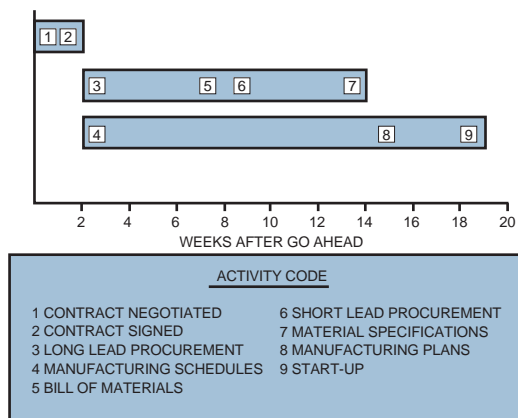 1 2
3 5 6 7
4 8 9
2 4 6 8 10 12 14 16 18 20
WEEKS AFTER GO AHEAD
ACTIVITY CODE
1 CONTRACT NEGOTIATED
2 CONTRACT SIGNED
3 LONG LEAD PROCUREMENT
4 MANUFACTURING SCHEDULES
5 BILL OF MATERIALS
6 SHORT LEAD PROCUREMENT
7 MATERIAL SPECIFICATIONS
8 MANUFACTURING PLANS
9 START-UP